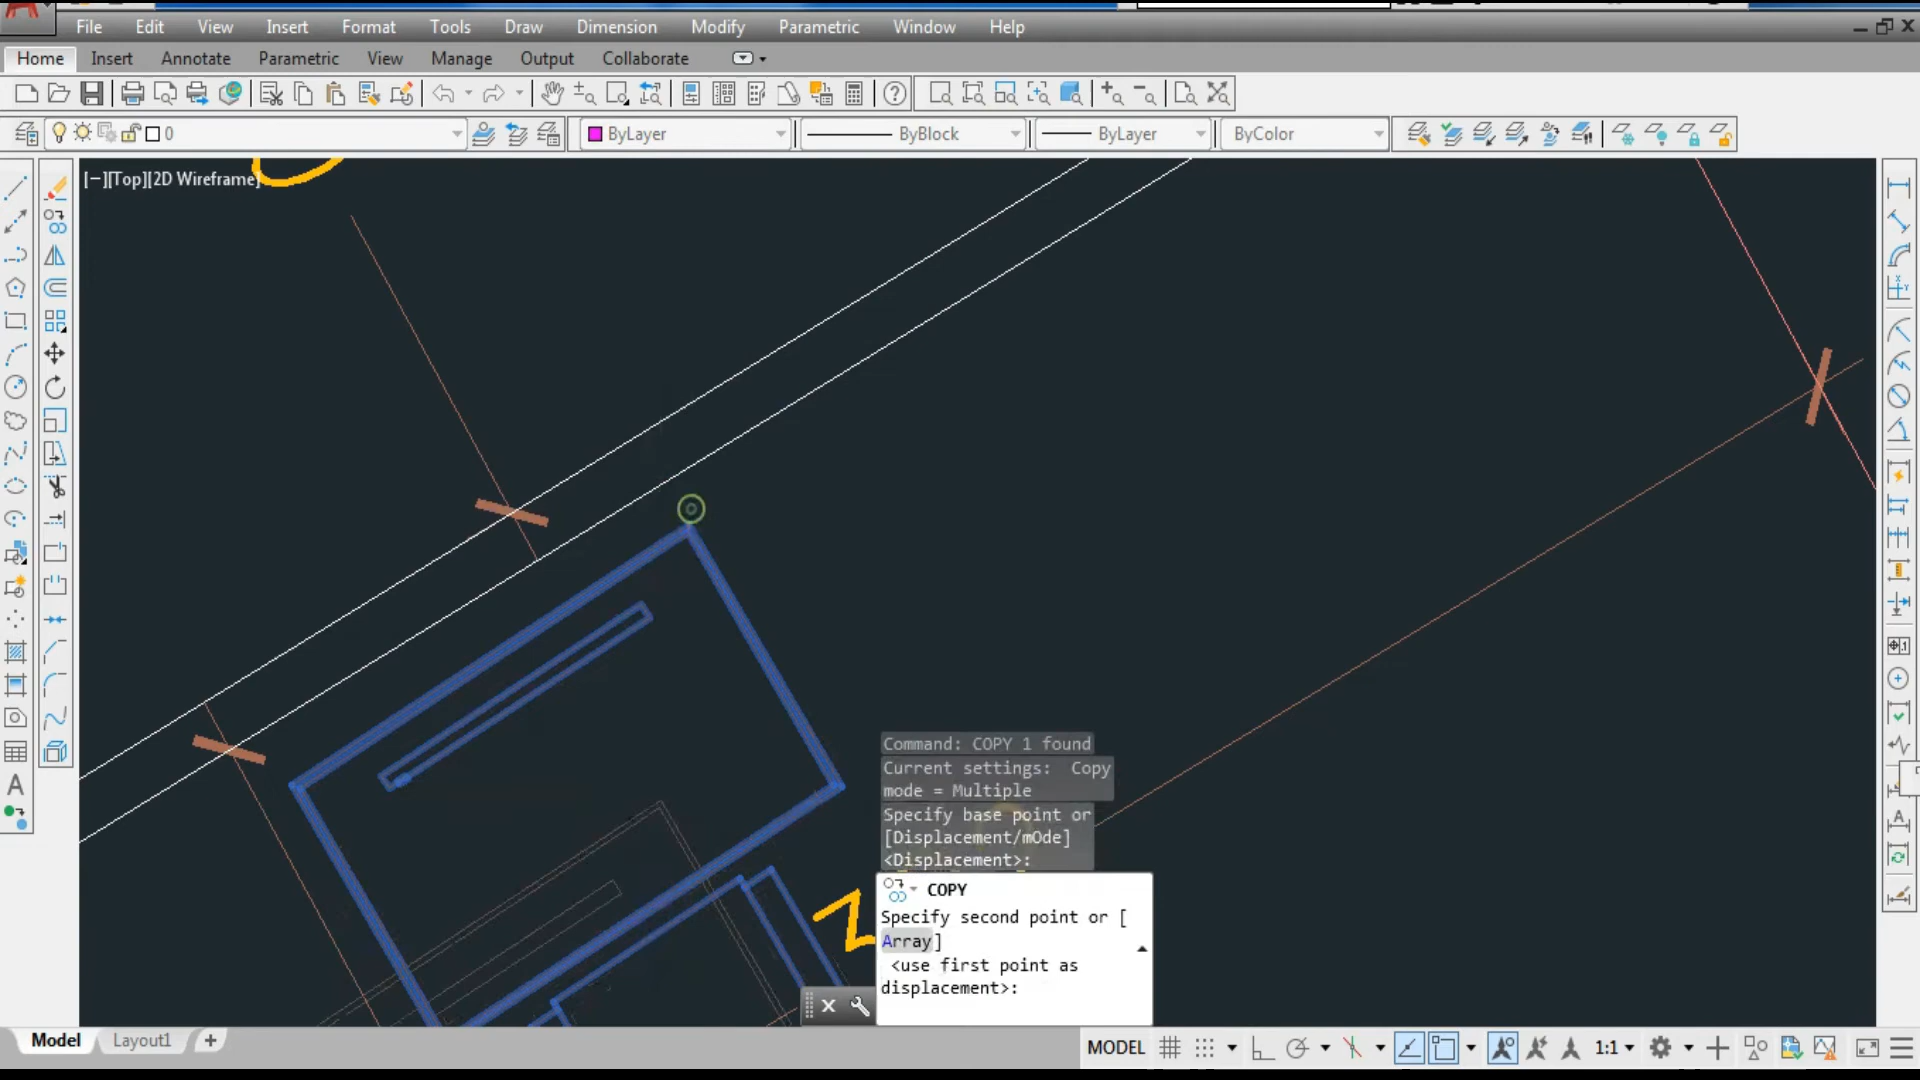 File Edit View Insert Format Tools Draw Dimension Modify Parametric Window Help
Home Insert Annotate Parametric View Manage Output Collaborate
0 ByLayer ByBlock ByLayer ByColor
[−][Top][2D Wireframe]
Command: COPY 1 found
Current settings:  Copy
mode = Multiple
Specify base point or
[Displacement/mOde]
<Displacement>:
COPY
Specify second point or [
Array]
<use first point as
displacement>:
Model Layout1 +
MODEL 1:1